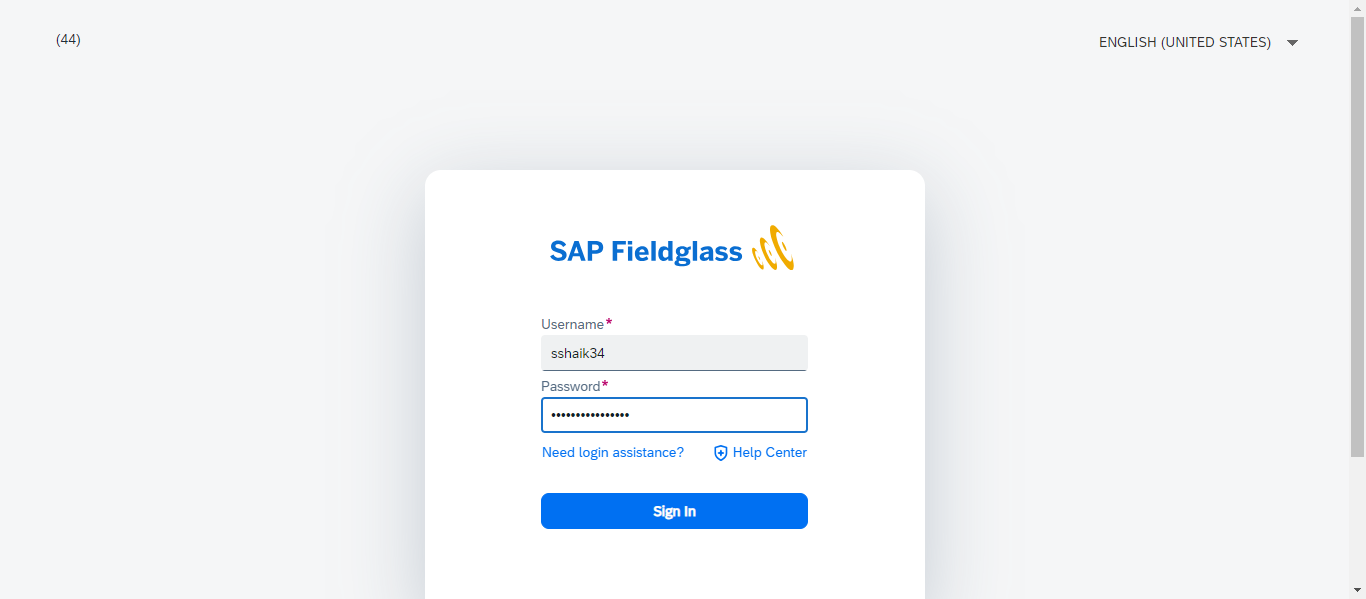 (44)
ENGLISH (UNITED STATES)
SAP Fieldglass
Username*
sshaik34
Password*
••••••••••••••••
Need login assistance?
Help Center
Sign In